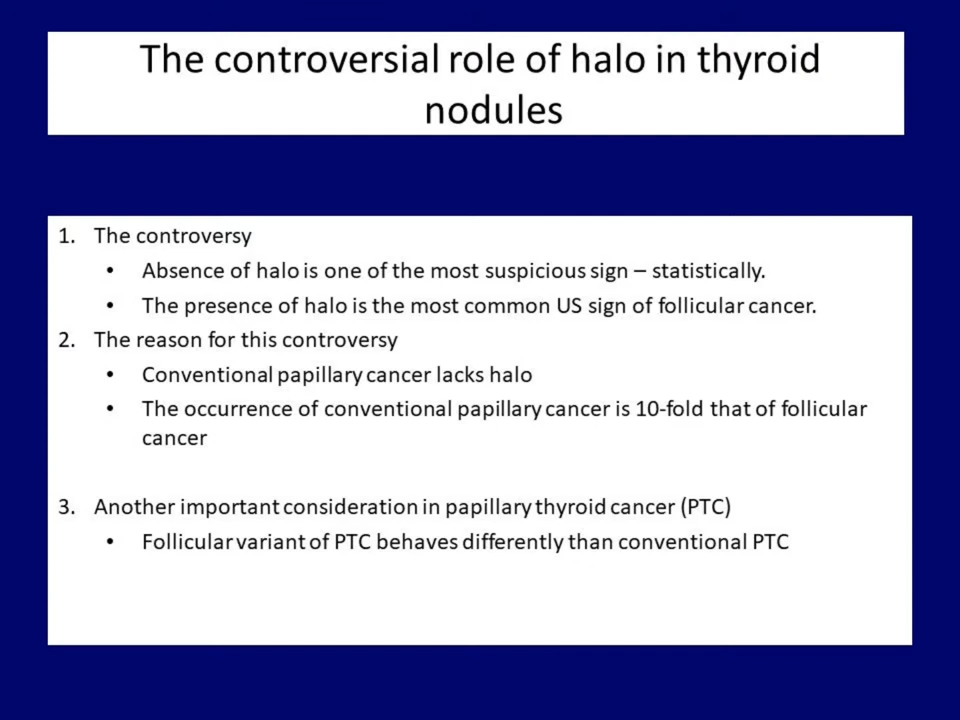 The controversial role of halo in thyroid
nodules
1. The controversy
• Absence of halo is one of the most suspicious sign – statistically.
• The presence of halo is the most common US sign of follicular cancer.
2. The reason for this controversy
• Conventional papillary cancer lacks halo
• The occurrence of conventional papillary cancer is 10-fold that of follicular
cancer
3. Another important consideration in papillary thyroid cancer (PTC)
• Follicular variant of PTC behaves differently than conventional PTC